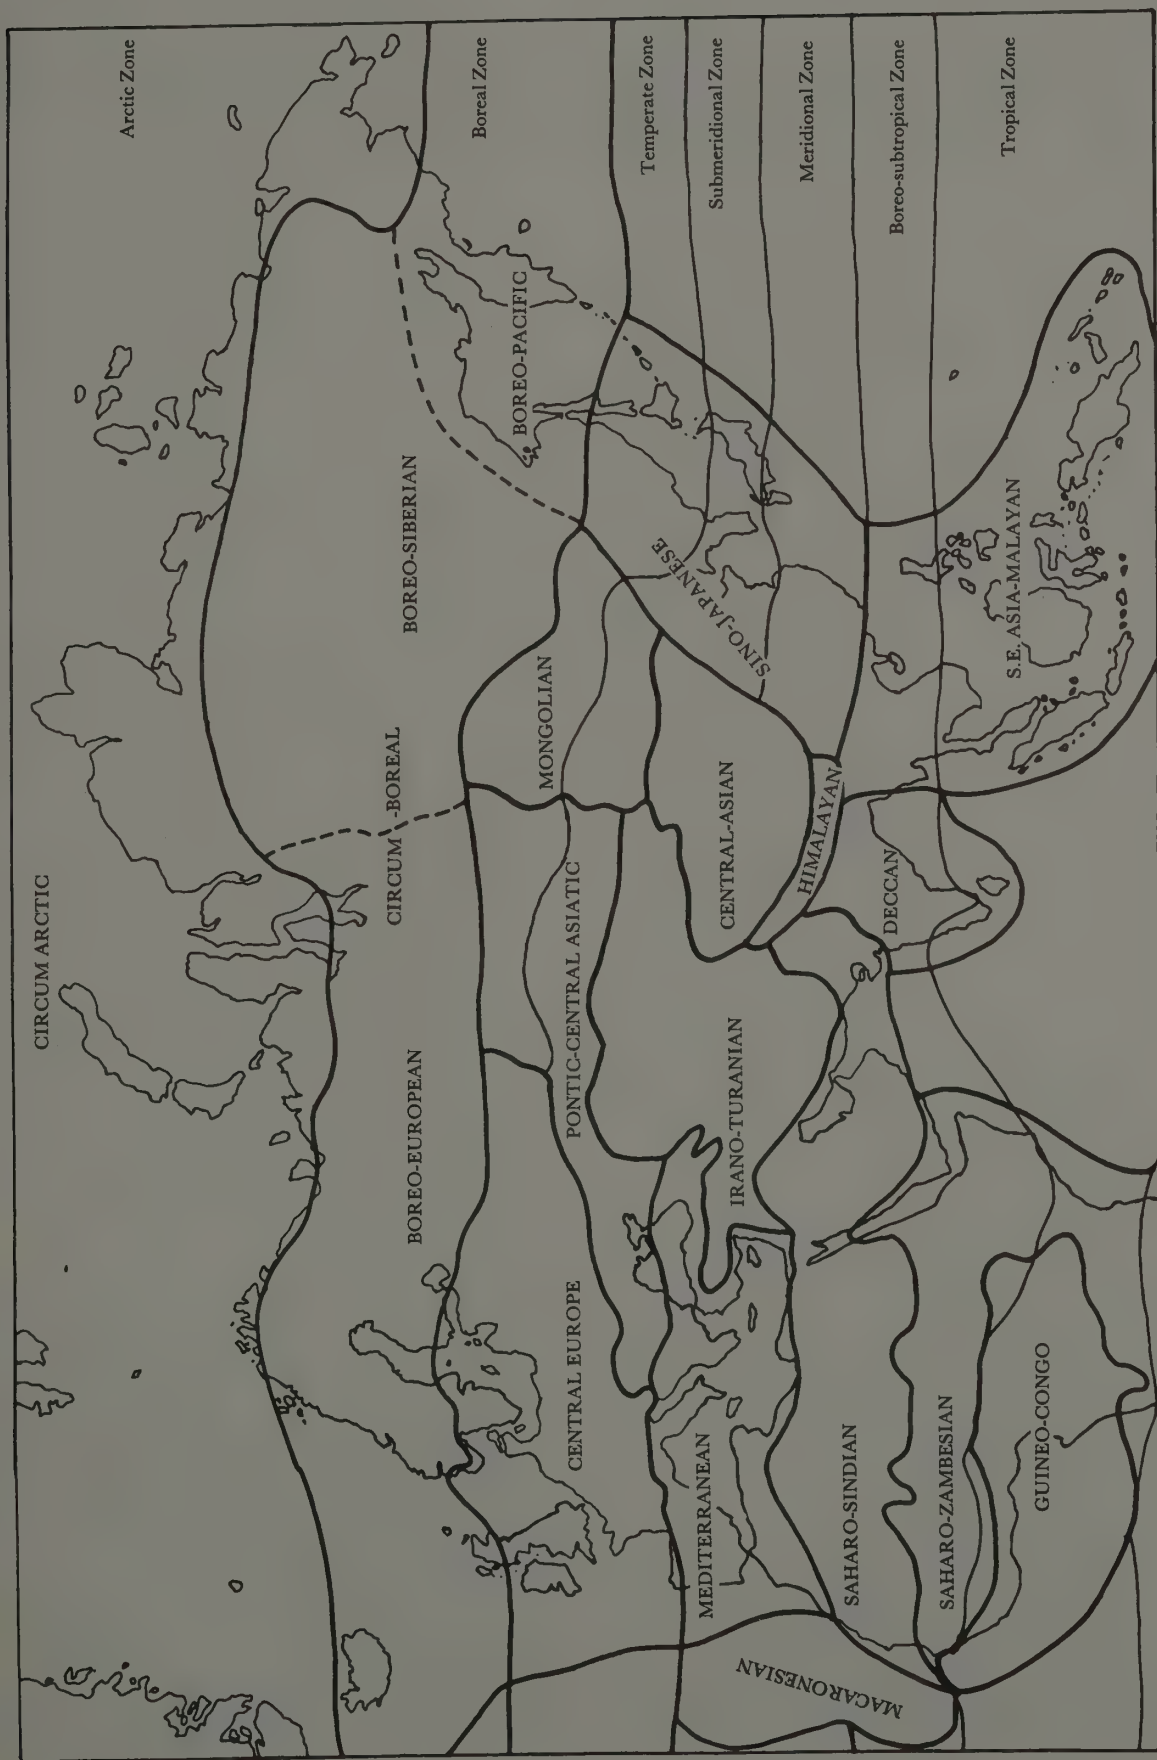 Arctic Zone
Boreal Zone
Temperate Zone
Submeridional Zone
Meridional Zone
Boreo-subtropical Zone
Tropical Zone
CIRCUM ARCTIC
CIRCUM-BOREAL
BOREO-SIBERIAN
BOREO-PACIFIC
BOREO-EUROPEAN
MONGOLIAN
SINO-JAPANESE
CENTRAL EUROPE
PONTIC-CENTRAL ASIATIC
CENTRAL-ASIAN
HIMALAYAN
IRANO-TURANIAN
MEDITERRANEAN
DECCAN
S.E. ASIA-MALAYAN
MACARONESIAN
SAHARO-SINDIAN
SAHARO-ZAMBESIAN
GUINEO-CONGO